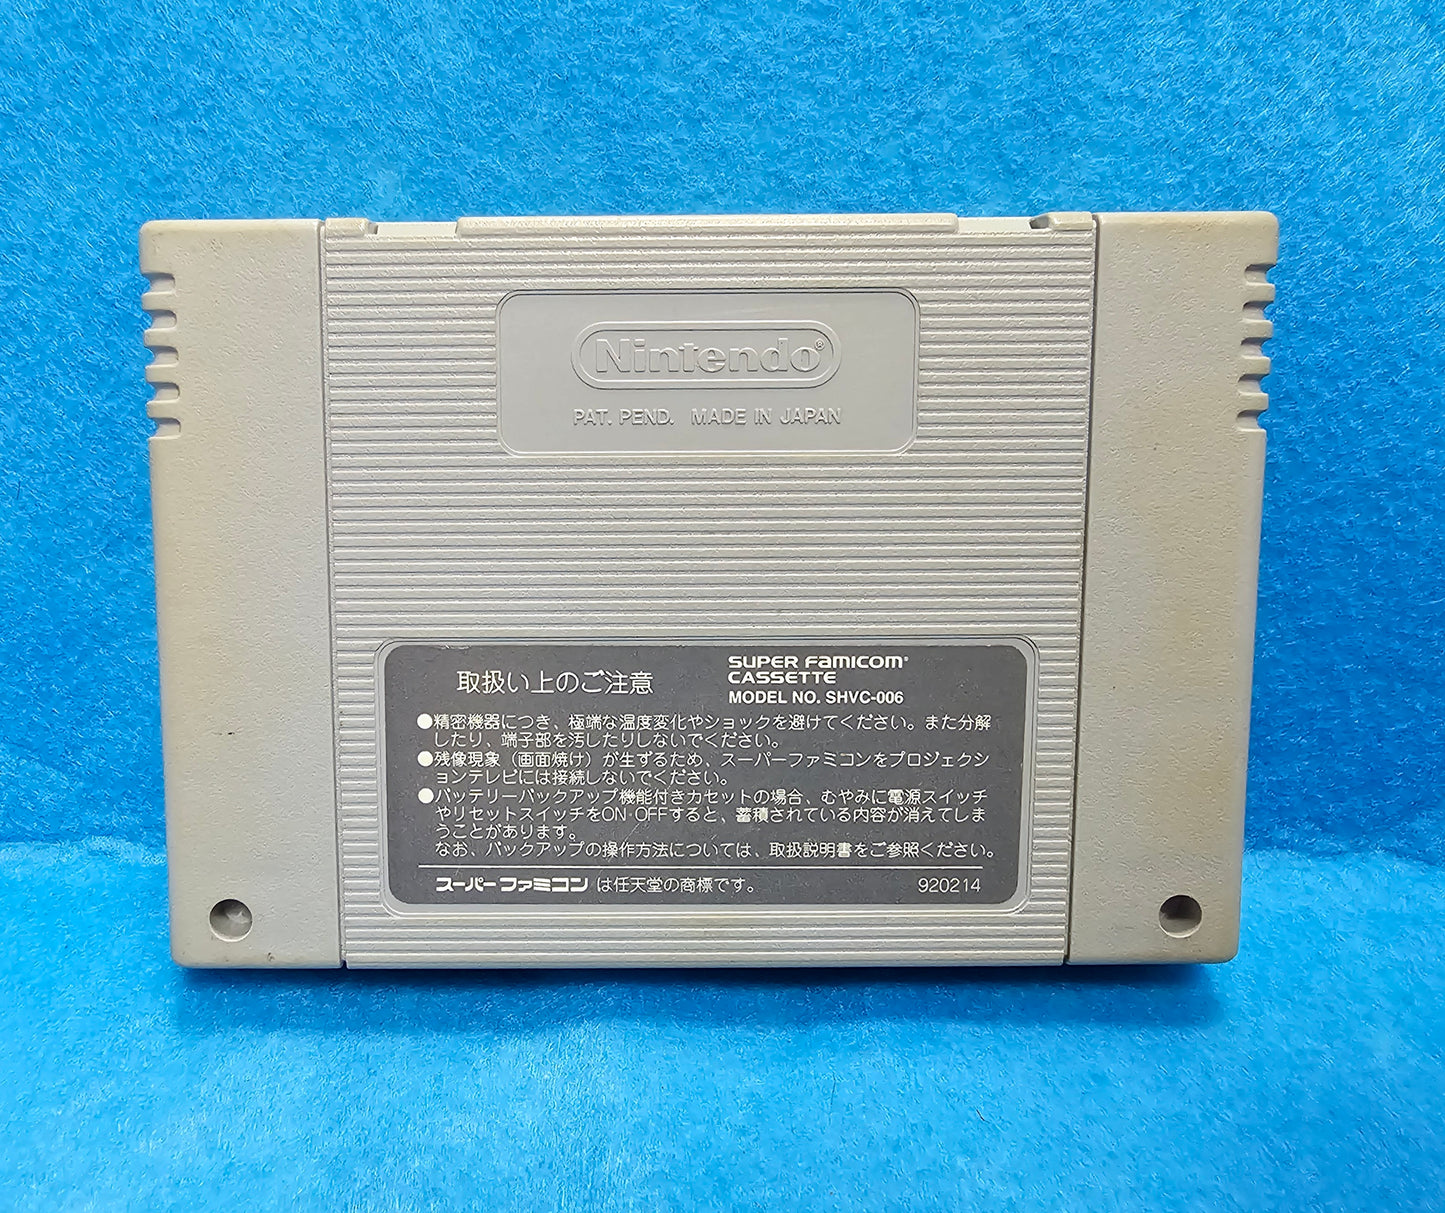 Nintendo®
PAT. PEND. MADE IN JAPAN
取扱い上のご注意
SUPER FAMICOM®
CASSETTE
MODEL NO. SHVC-006
●精密機器につき、極端な温度変化やショックを避けてください。また分解
したり、端子部を汚したりしないでください。
●残像現象（画面焼け）が生ずるため、スーパーファミコンをプロジェクシ
ョンテレビには接続しないでください。
●バッテリーバックアップ機能付きカセットの場合、むやみに電源スイッチ
やリセットスイッチをON・OFFすると、蓄積されている内容が消えてしま
うことがあります。
なお、バックアップの操作方法については、取扱説明書をご参照ください。
スーパーファミコン は任天堂の商標です。 920214